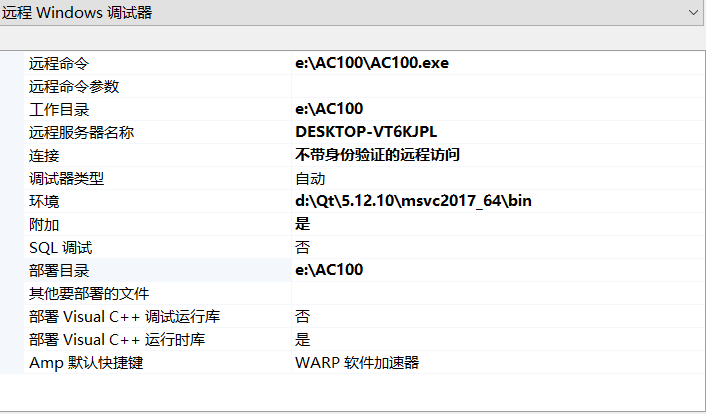 远程 Windows 调试器
远程命令 e:\AC100\AC100.exe
远程命令参数
工作目录 e:\AC100
远程服务器名称 DESKTOP-VT6KJPL
连接 不带身份验证的远程访问
调试器类型 自动
环境 d:\Qt\5.12.10\msvc2017_64\bin
附加 是
SQL 调试 否
部署目录 e:\AC100
其他要部署的文件
部署 Visual C++ 调试运行库 否
部署 Visual C++ 运行时库 是
Amp 默认快捷键 WARP 软件加速器